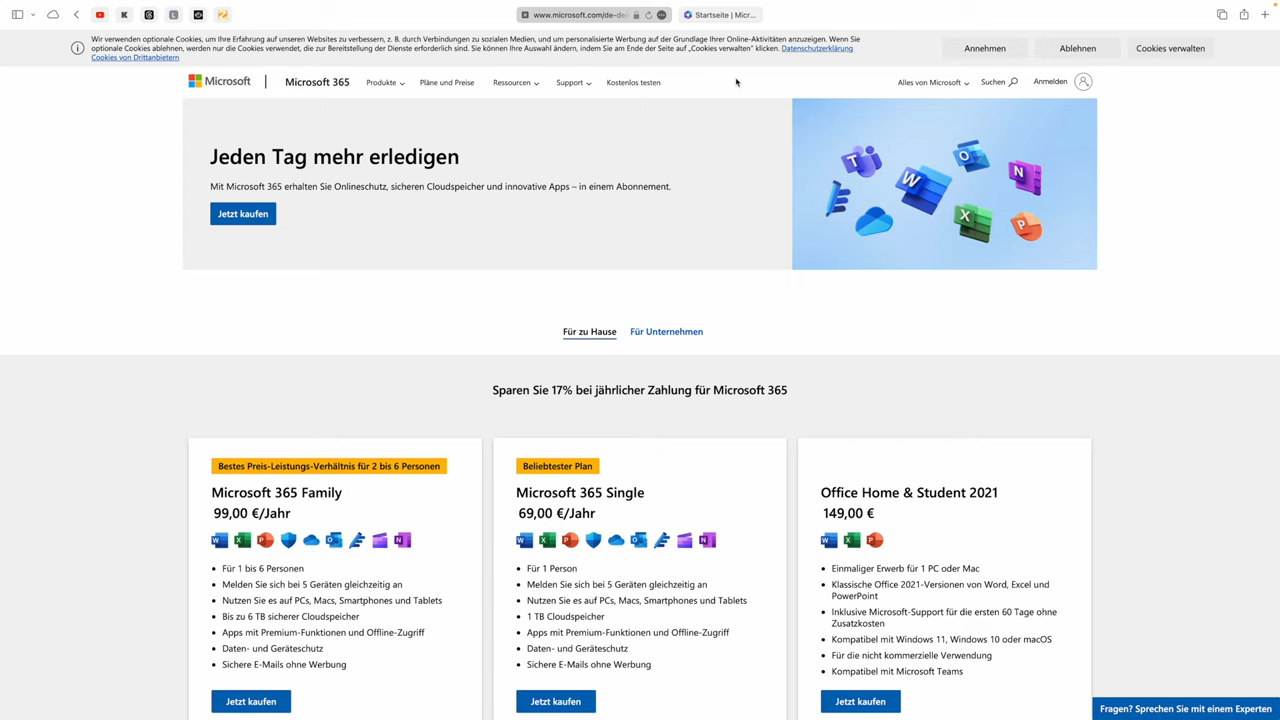 www.microsoft.com/de-de/
Startseite | Micr...
Wir verwenden optionale Cookies, um Ihre Erfahrung auf unseren Websites zu verbessern, z. B. durch Verbindungen zu sozialen Medien, und um personalisierte Werbung auf der Grundlage Ihrer Online-Aktivitäten anzuzeigen. Wenn Sie
optionale Cookies ablehnen, werden nur die Cookies verwendet, die zur Bereitstellung der Dienste erforderlich sind. Sie können Ihre Auswahl ändern, indem Sie am Ende der Seite auf „Cookies verwalten" klicken. Datenschutzerklärung
Cookies von Drittanbietern
Annehmen
Ablehnen
Cookies verwalten
Microsoft
Microsoft 365
Produkte
Pläne und Preise
Ressourcen
Support
Kostenlos testen
Alles von Microsoft
Suchen
Anmelden
Jeden Tag mehr erledigen
Mit Microsoft 365 erhalten Sie Onlineschutz, sicheren Cloudspeicher und innovative Apps – in einem Abonnement.
Jetzt kaufen
Für zu Hause
Für Unternehmen
Sparen Sie 17% bei jährlicher Zahlung für Microsoft 365
Bestes Preis-Leistungs-Verhältnis für 2 bis 6 Personen
Microsoft 365 Family
99,00 €/Jahr
Für 1 bis 6 Personen
Melden Sie sich bei 5 Geräten gleichzeitig an
Nutzen Sie es auf PCs, Macs, Smartphones und Tablets
Bis zu 6 TB sicherer Cloudspeicher
Apps mit Premium-Funktionen und Offline-Zugriff
Daten- und Geräteschutz
Sichere E-Mails ohne Werbung
Jetzt kaufen
Beliebtester Plan
Microsoft 365 Single
69,00 €/Jahr
Für 1 Person
Melden Sie sich bei 5 Geräten gleichzeitig an
Nutzen Sie es auf PCs, Macs, Smartphones und Tablets
1 TB Cloudspeicher
Apps mit Premium-Funktionen und Offline-Zugriff
Daten- und Geräteschutz
Sichere E-Mails ohne Werbung
Jetzt kaufen
Office Home & Student 2021
149,00 €
Einmaliger Erwerb für 1 PC oder Mac
Klassische Office 2021-Versionen von Word, Excel und
PowerPoint
Inklusive Microsoft-Support für die ersten 60 Tage ohne
Zusatzkosten
Kompatibel mit Windows 11, Windows 10 oder macOS
Für die nicht kommerzielle Verwendung
Kompatibel mit Microsoft Teams
Jetzt kaufen
Fragen? Sprechen Sie mit einem Experten